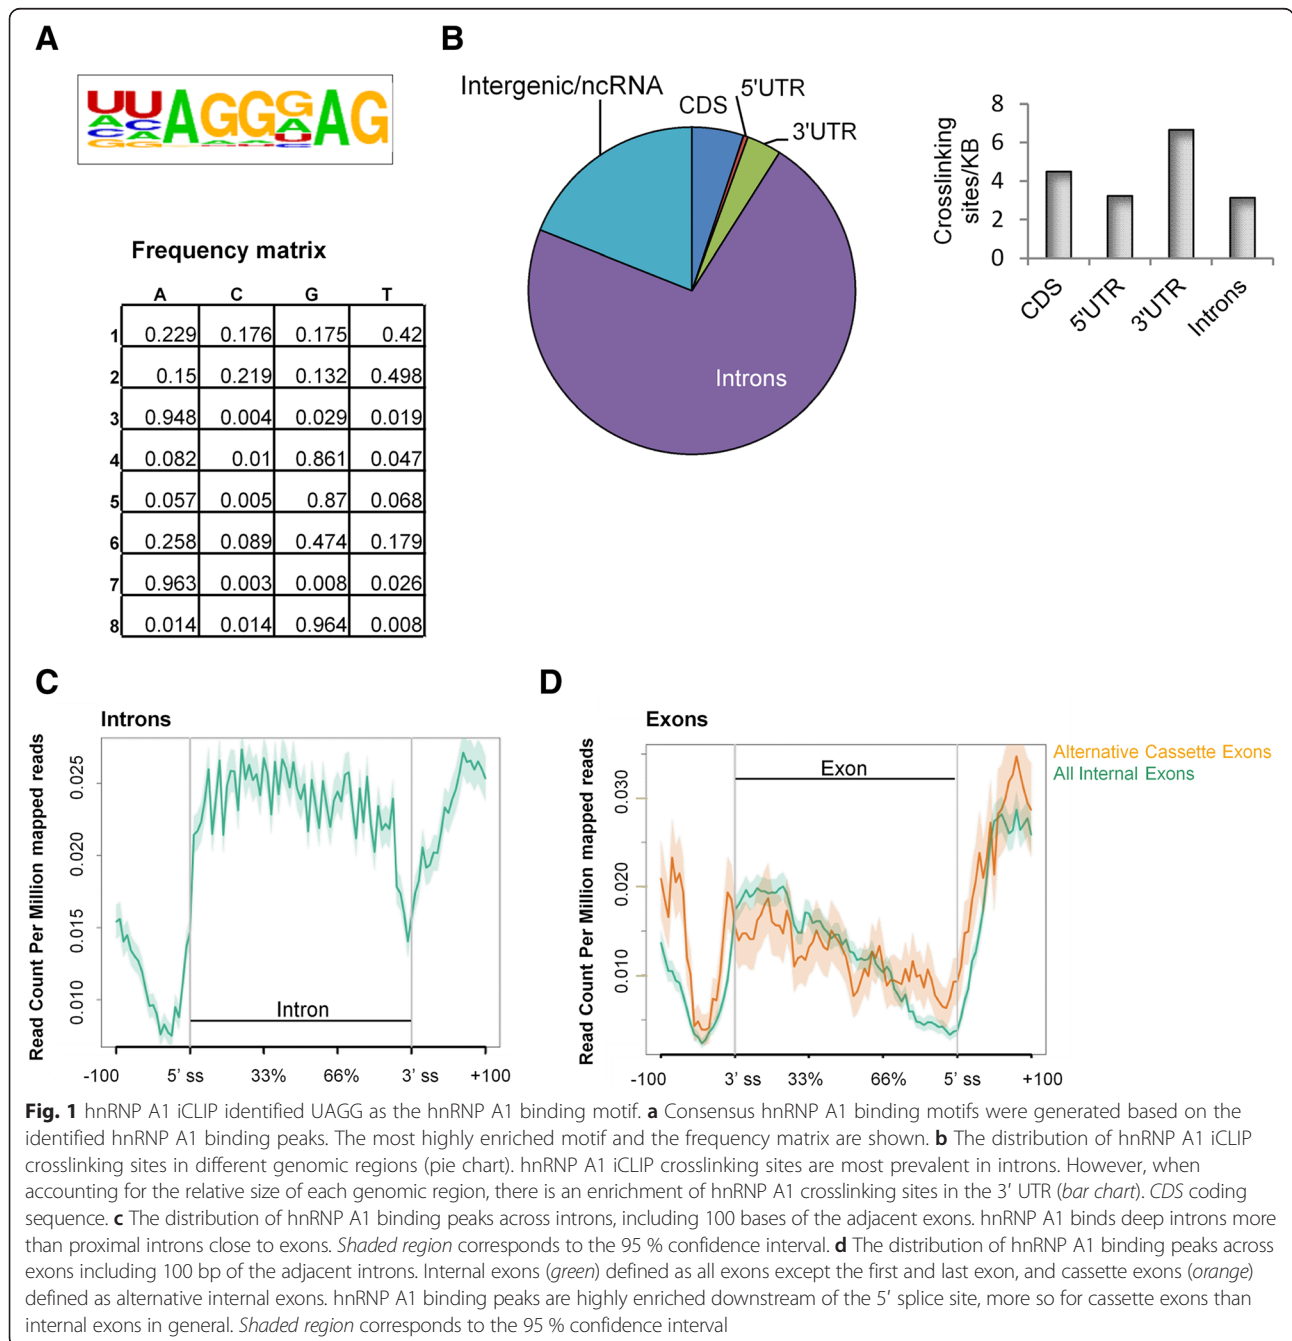 A
UUAGGGAG
ACAU
CAUC
GG
Frequency matrix
A C G T
1 0.229 0.176 0.175 0.42
2 0.15 0.219 0.132 0.498
3 0.948 0.004 0.029 0.019
4 0.082 0.01 0.861 0.047
5 0.057 0.005 0.87 0.068
6 0.258 0.089 0.474 0.179
7 0.963 0.003 0.008 0.026
8 0.014 0.014 0.964 0.008
B
Intergenic/ncRNA
CDS
5'UTR
3'UTR
Introns
Crosslinking
sites/KB
8
6
4
2
0
CDS
5'UTR
3'UTR
Introns
C
Introns
Read Count Per Million mapped reads
0.025
0.020
0.015
0.010
Intron
-100 5' ss 33% 66% 3' ss +100
D
Exons
Alternative Cassette Exons
All Internal Exons
Read Count Per Million mapped reads
0.030
0.020
0.010
Exon
-100 3' ss 33% 66% 5' ss +100
Fig. 1 hnRNP A1 iCLIP identified UAGG as the hnRNP A1 binding motif. a Consensus hnRNP A1 binding motifs were generated based on the
identified hnRNP A1 binding peaks. The most highly enriched motif and the frequency matrix are shown. b The distribution of hnRNP A1 iCLIP
crosslinking sites in different genomic regions (pie chart). hnRNP A1 iCLIP crosslinking sites are most prevalent in introns. However, when
accounting for the relative size of each genomic region, there is an enrichment of hnRNP A1 crosslinking sites in the 3′ UTR (bar chart). CDS coding
sequence. c The distribution of hnRNP A1 binding peaks across introns, including 100 bases of the adjacent exons. hnRNP A1 binds deep introns more
than proximal introns close to exons. Shaded region corresponds to the 95 % confidence interval. d The distribution of hnRNP A1 binding peaks across
exons including 100 bp of the adjacent introns. Internal exons (green) defined as all exons except the first and last exon, and cassette exons (orange)
defined as alternative internal exons. hnRNP A1 binding peaks are highly enriched downstream of the 5′ splice site, more so for cassette exons than
internal exons in general. Shaded region corresponds to the 95 % confidence interval